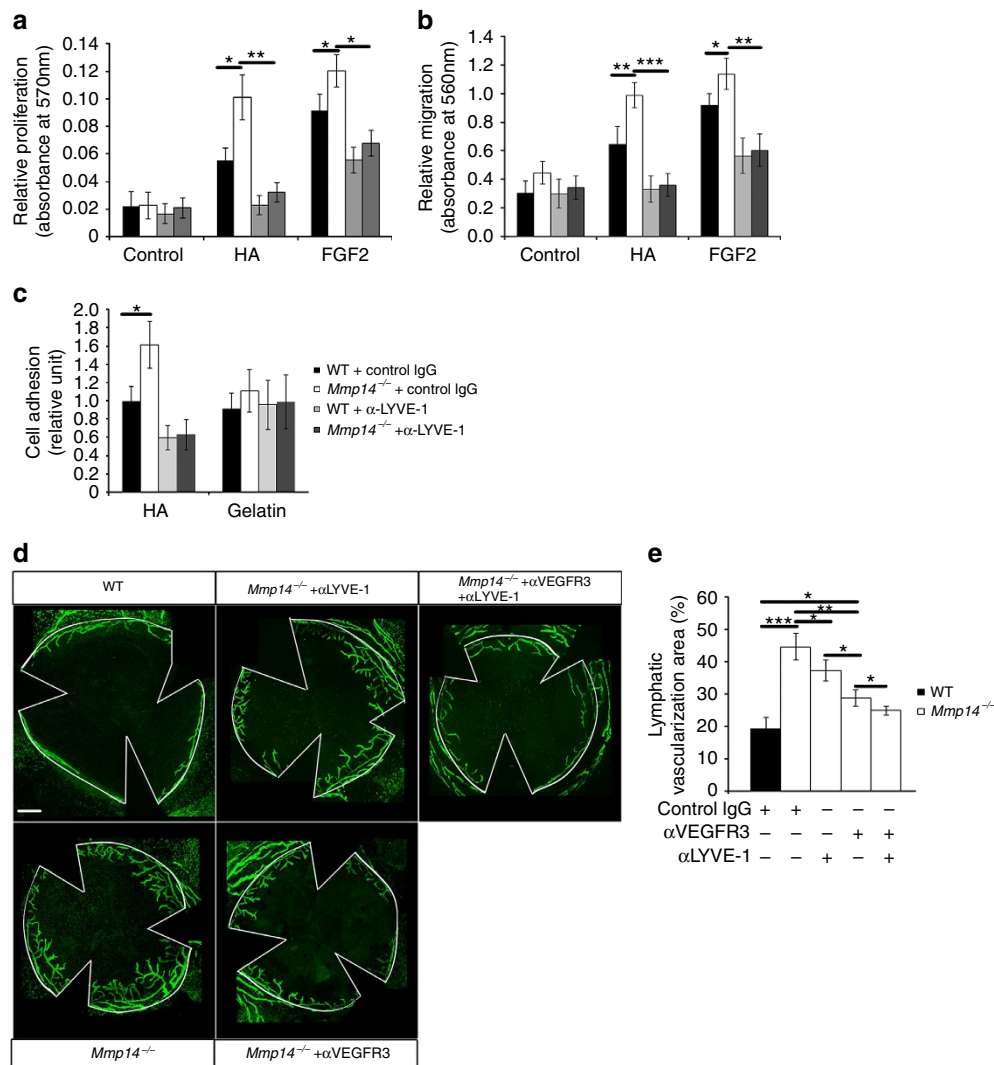 a
Relative proliferation
(absorbance at 570nm)
0.14
0.12
0.10
0.08
0.06
0.04
0.02
0
* ** * *
Control HA FGF2
b
Relative migration
(absorbance at 560nm)
1.4
1.2
1.0
0.8
0.6
0.4
0.2
0.0
** *** * **
Control HA FGF2
c
Cell adhesion
(relative unit)
2.0
1.8
1.6
1.4
1.2
1.0
0.8
0.6
0.4
0.2
0
*
HA Gelatin
WT + control IgG
Mmp14⁻/⁻ + control IgG
WT + α-LYVE-1
Mmp14⁻/⁻ +α-LYVE-1
d
WT
Mmp14⁻/⁻ +αLYVE-1
Mmp14⁻/⁻ +αVEGFR3
+αLYVE-1
Mmp14⁻/⁻
Mmp14⁻/⁻ +αVEGFR3
e
Lymphatic
vascularization area (%)
60
50
40
30
20
10
0
*
**
*** *
*
*
WT
Mmp14⁻/⁻
Control IgG + + – – –
αVEGFR3 – – – + +
αLYVE-1 – – + – +